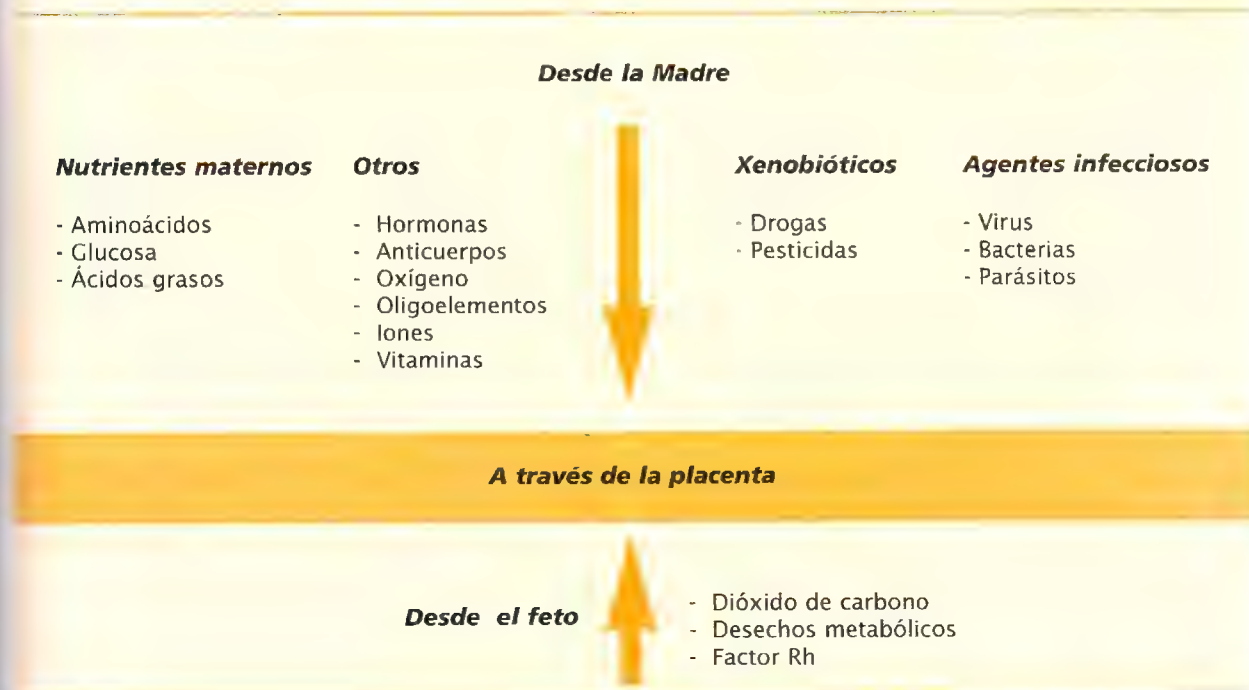 Desde la Madre
Nutrientes maternos
- Aminoácidos
- Glucosa
- Ácidos grasos
Otros
- Hormonas
- Anticuerpos
- Oxígeno
- Oligoelementos
- Iones
- Vitaminas
Xenobióticos
- Drogas
- Pesticidas
Agentes infecciosos
- Virus
- Bacterias
- Parásitos
A través de la placenta
Desde el feto
- Dióxido de carbono
- Desechos metabólicos
- Factor Rh